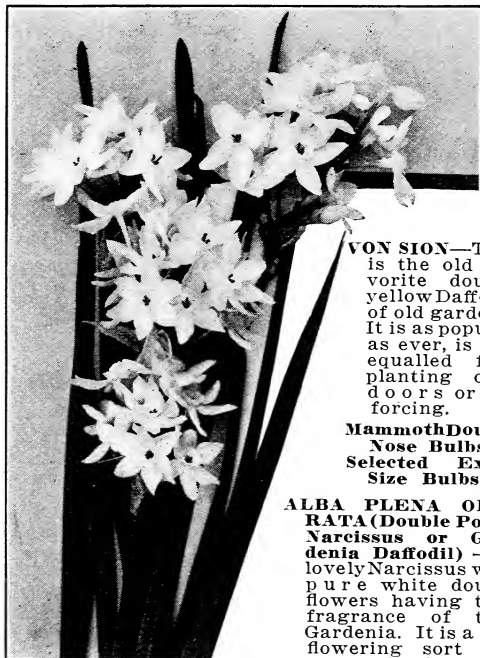 VON SION—T
is the old
vorite dou
yellow Daff
of old garde
It is as popu
as ever, is
equalled f
planting o
doors or
forcing.
Mammoth Dou
Nose Bulbs
Selected Ex
Size Bulbs
ALBA PLENA O
RATA (Double Po
Narcissus or G
denia Daffodil) –
lovely Narcissus w
pure white dou
flowers having t
fragrance of t
Gardenia. It is a
flowering sort